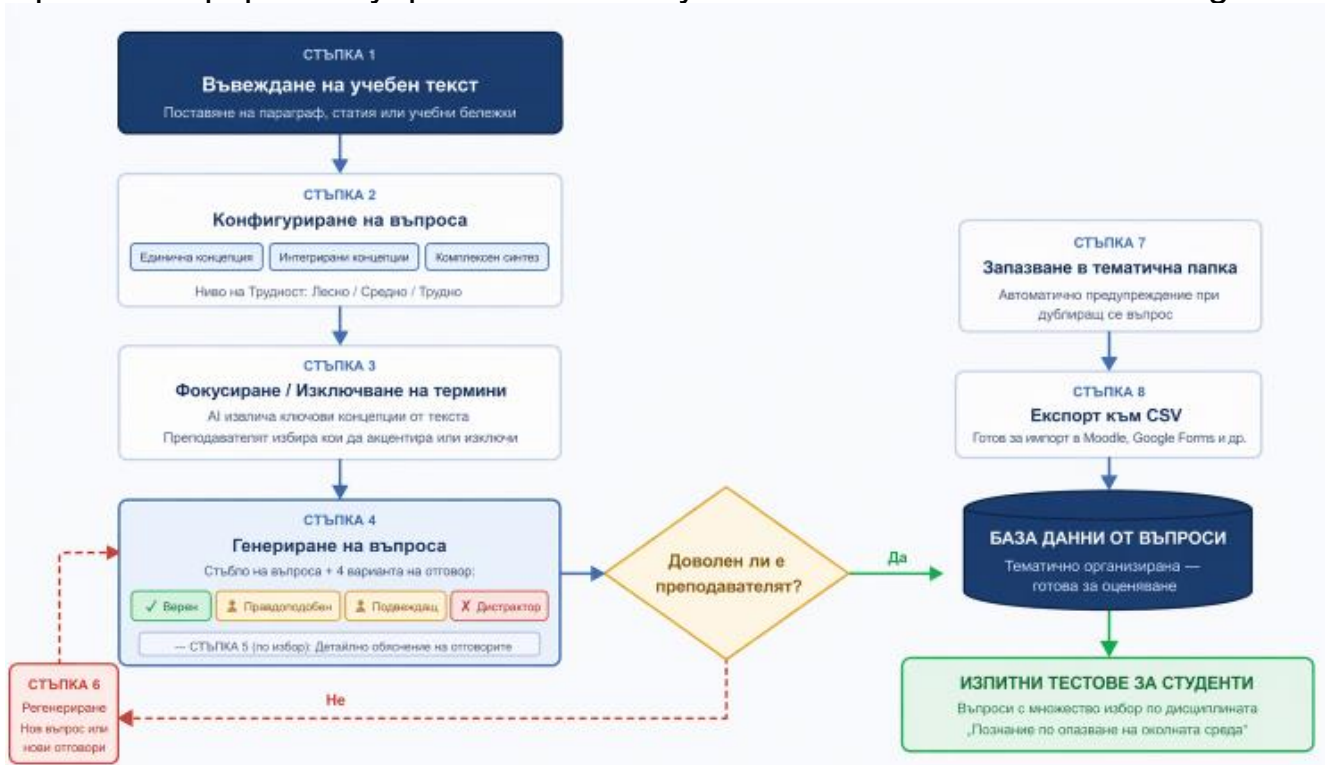 СТЪПКА 1
Въвеждане на учебен текст
Поставяне на параграф, статия или учебни бележки
СТЪПКА 2
Конфигуриране на въпроса
Единична концепция
Интегрирани концепции
Комплексен синтез
Ниво на Трудност: Лесно / Средно / Трудно
СТЪПКА 3
Фокусиране / Изключване на термини
AI извлича ключови концепции от текста
Преподавателят избира кои да акцентира или изключи
СТЪПКА 4
Генериране на въпроса
Стъбло на въпроса + 4 варианта на отговор:
✓ Верен
Правдоподобен
Подвеждащ
✗ Дистрактор
— СТЪПКА 5 (по избор): Детайлно обяснение на отговорите
СТЪПКА 6
Регенериране
Нов въпрос или
нови отговори
Не
Доволен ли е
преподавателят?
Да
СТЪПКА 7
Запазване в тематична папка
Автоматично предупреждение при
дублиращ се въпрос
СТЪПКА 8
Експорт към CSV
Готов за импорт в Moodle, Google Forms и др.
БАЗА ДАННИ ОТ ВЪПРОСИ
Тематично организирана —
готова за оценяване
ИЗПИТНИ ТЕСТОВЕ ЗА СТУДЕНТИ
Въпроси с множество избор по дисциплината
„Познание по опазване на околната среда“